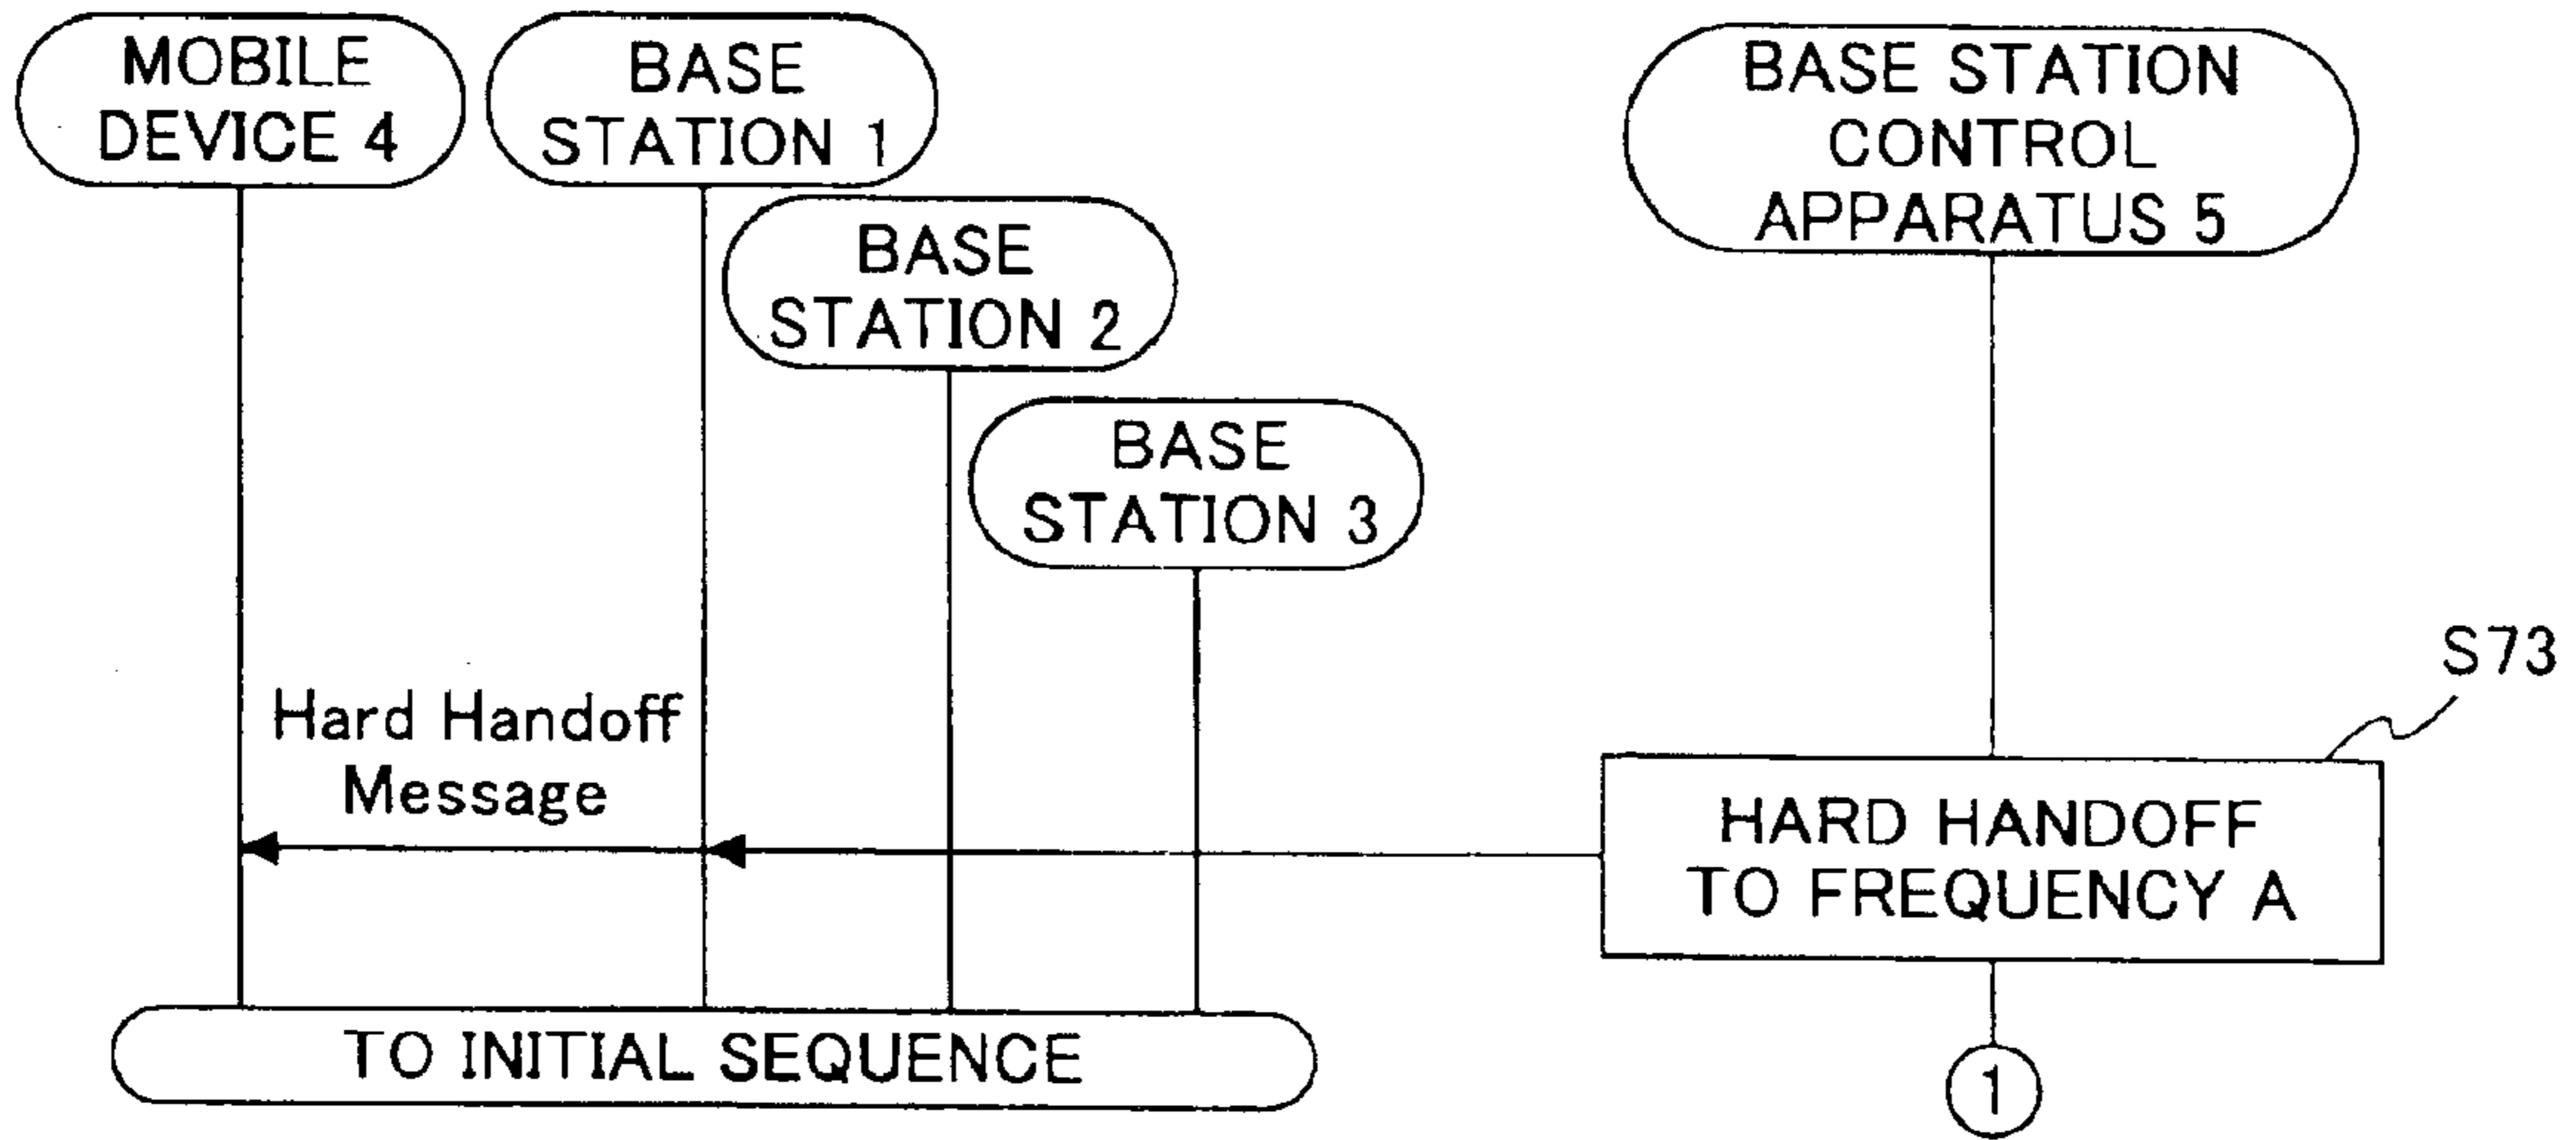 MOBILE
DEVICE 4
BASE
STATION 1
BASE
STATION 2
BASE
STATION 3
BASE STATION
CONTROL
APPARATUS 5
S73
Hard Handoff
Message
HARD HANDOFF
TO FREQUENCY A
TO INITIAL SEQUENCE
1